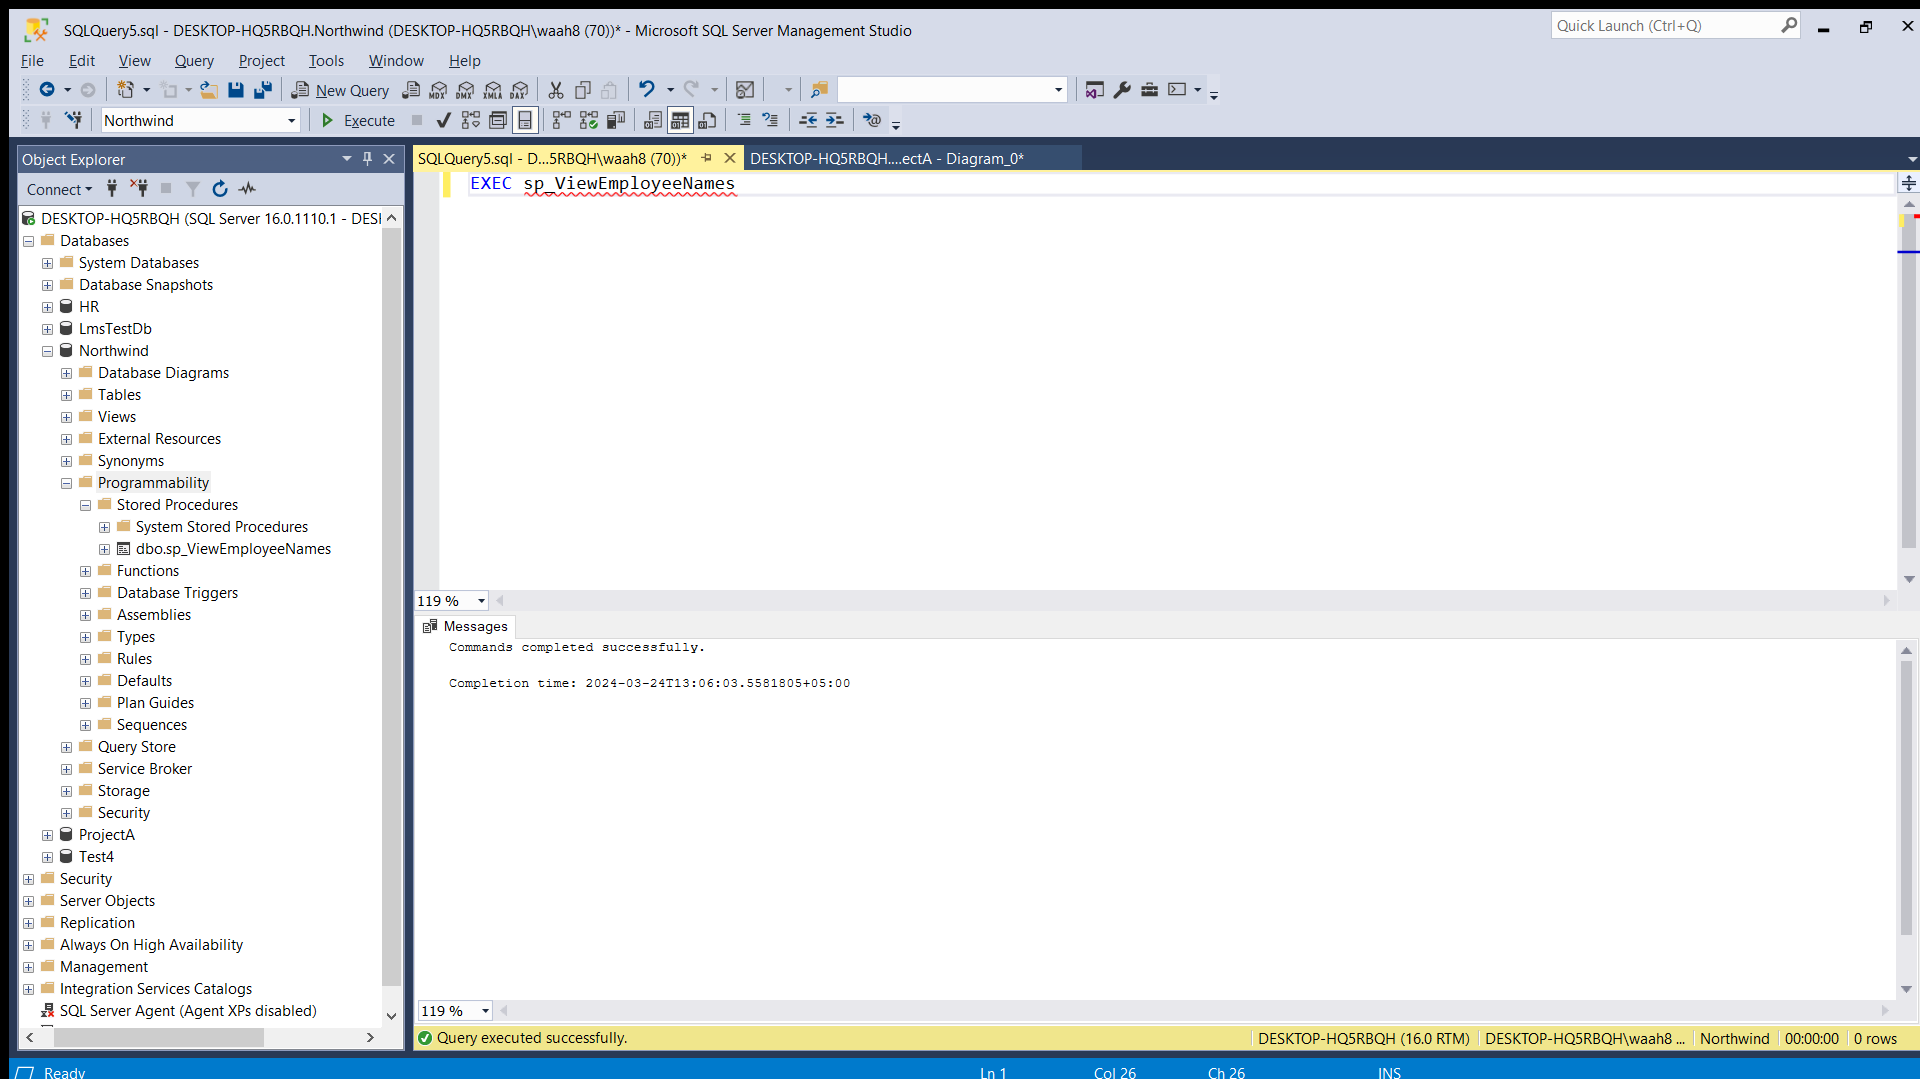 SQLQuery5.sql - DESKTOP-HQ5RBQH.Northwind (DESKTOP-HQ5RBQH\waah8 (70))* - Microsoft SQL Server Management Studio
Quick Launch (Ctrl+Q)
File Edit View Query Project Tools Window Help
New Query MDX DMX XMLA DAX
Northwind Execute
Object Explorer
SQLQuery5.sql - D...5RBQH\waah8 (70))* DESKTOP-HQ5RBQH....ectA - Diagram_0*
Connect
EXEC sp_ViewEmployeeNames
DESKTOP-HQ5RBQH (SQL Server 16.0.1110.1 - DESI
Databases
System Databases
Database Snapshots
HR
LmsTestDb
Northwind
Database Diagrams
Tables
Views
External Resources
Synonyms
Programmability
Stored Procedures
System Stored Procedures
dbo.sp_ViewEmployeeNames
Functions
Database Triggers
Assemblies
Types
Rules
Defaults
Plan Guides
Sequences
Query Store
Service Broker
Storage
Security
ProjectA
Test4
Security
Server Objects
Replication
Always On High Availability
Management
Integration Services Catalogs
SQL Server Agent (Agent XPs disabled)
119 %
Messages
Commands completed successfully.
Completion time: 2024-03-24T13:06:03.5581805+05:00
119 %
Query executed successfully. DESKTOP-HQ5RBQH (16.0 RTM) DESKTOP-HQ5RBQH\waah8 ... Northwind 00:00:00 0 rows
Ready Ln 1 Col 26 Ch 26 INS